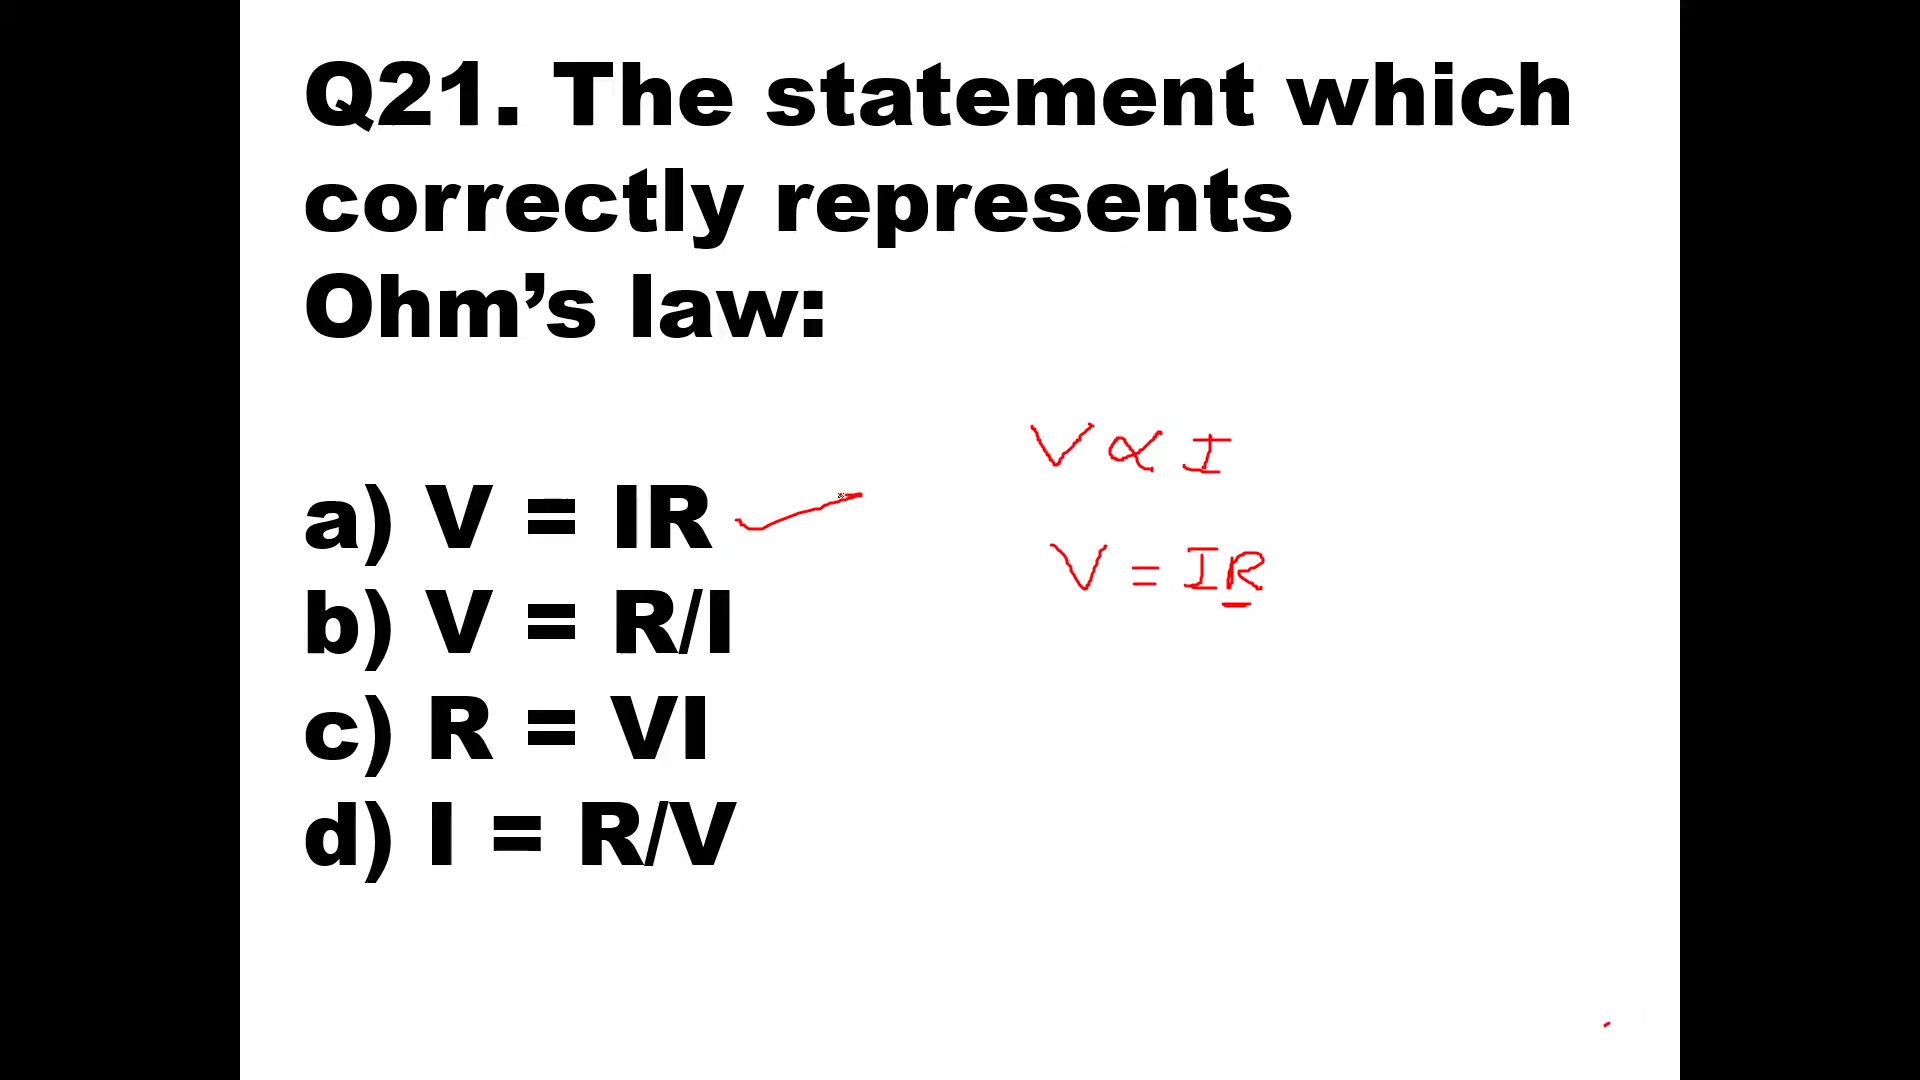 Q21. The statement which
correctly represents
Ohm’s law:
V ∝ I
a) V = IR
V = IR
b) V = R/I
c) R = VI
d) I = R/V